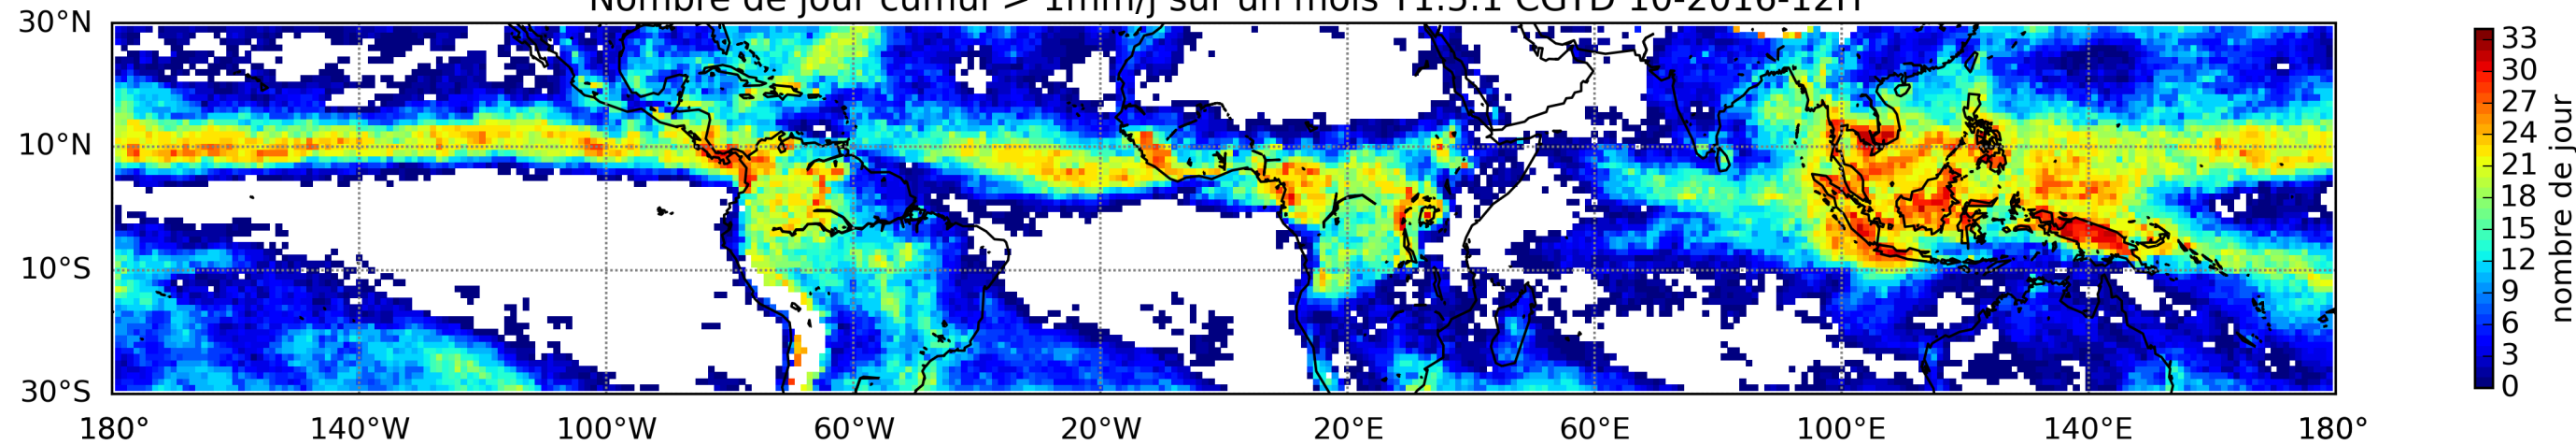 Nombre de jour cumul > 1mm/j sur un mois T1.5.1 CGTD 10-2016-12H
30°N
10°N
10°S
30°S
180° 140°W 100°W 60°W 20°W 20°E 60°E 100°E 140°E 180°
33
30
27
24
21
18
15
12
9
6
3
0
nombre de jour